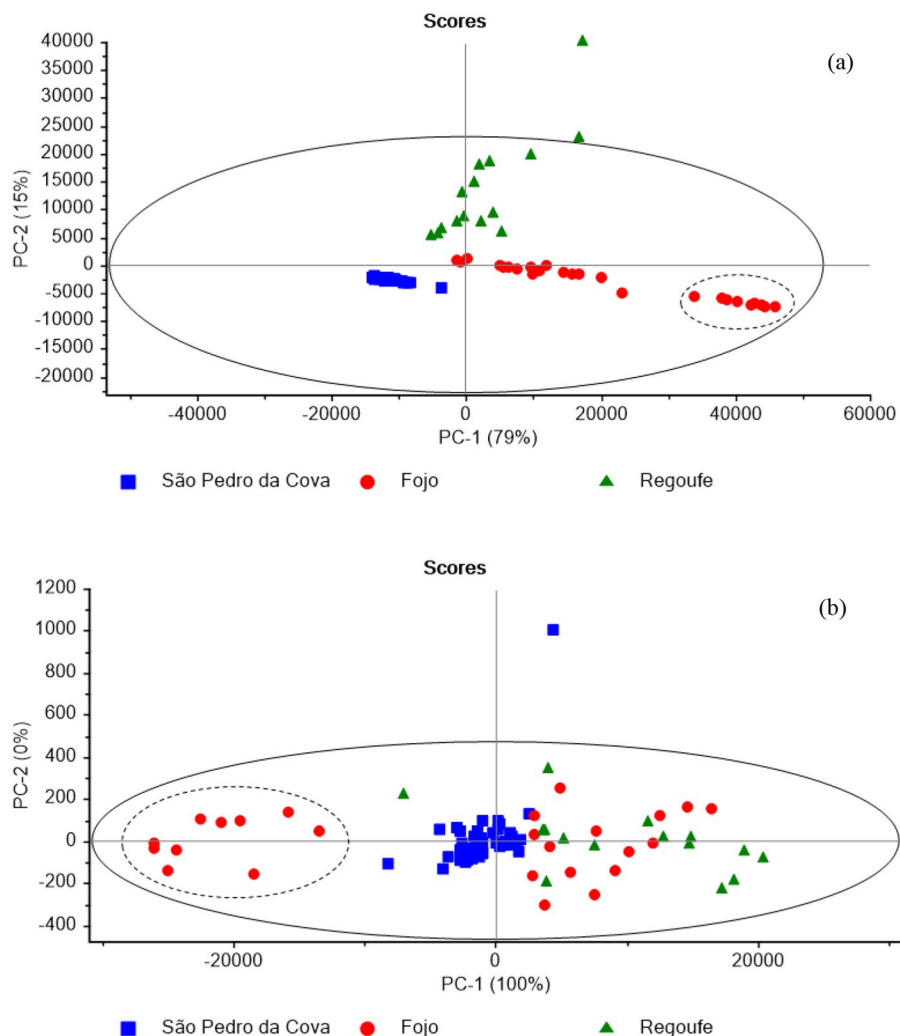 Scores
(a)
40000
35000
30000
25000
20000
15000
10000
5000
0
-5000
-10000
-15000
-20000
PC-2 (15%)
-40000 -20000 0 20000 40000 60000
PC-1 (79%)
São Pedro da Cova Fojo Regoufe
Scores
(b)
1200
1000
800
600
400
200
0
-200
-400
PC-2 (0%)
-20000 0 20000
PC-1 (100%)
São Pedro da Cova Fojo Regoufe